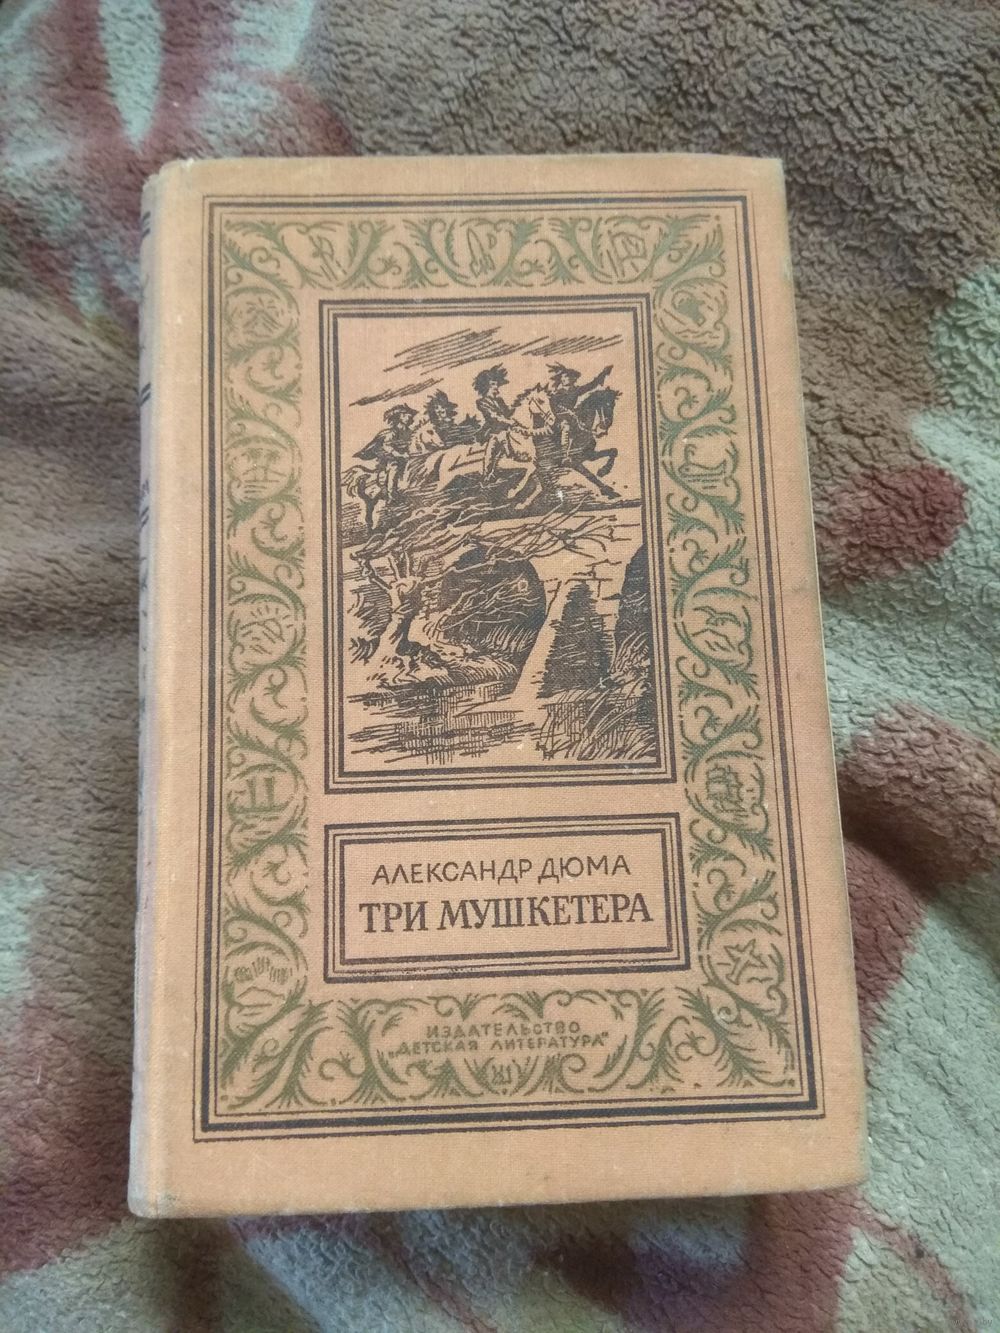 АЛЕКСАНДР ДЮМА
ТРИ МУШКЕТЕРА
ИЗДАТЕЛЬСТВО
„ДЕТСКАЯ ЛИТЕРАТУРА"